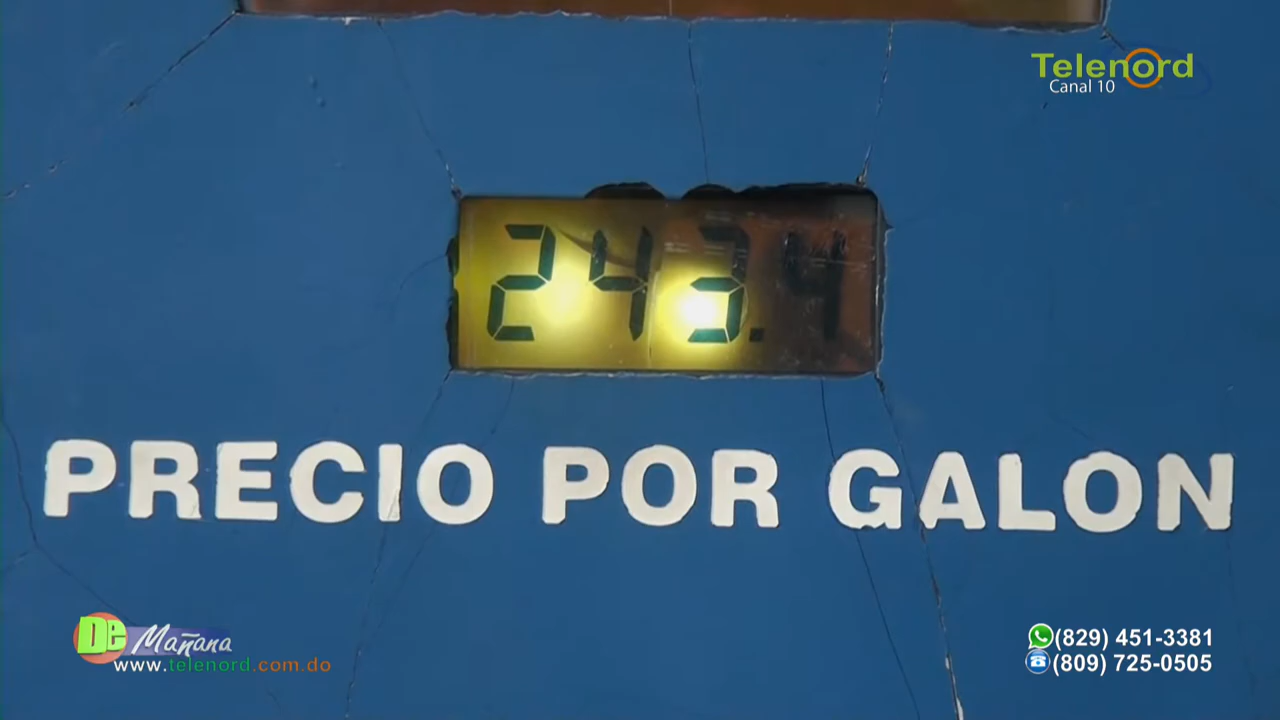 Telenord
Canal 10
243.4
PRECIO POR GALON
De Mañana
www.telenord.com.do
(829) 451-3381
(809) 725-0505